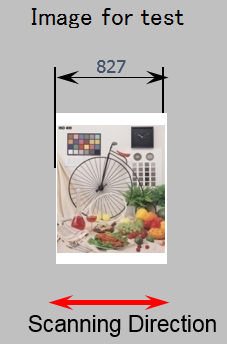 Image for test
827
Scanning Direction